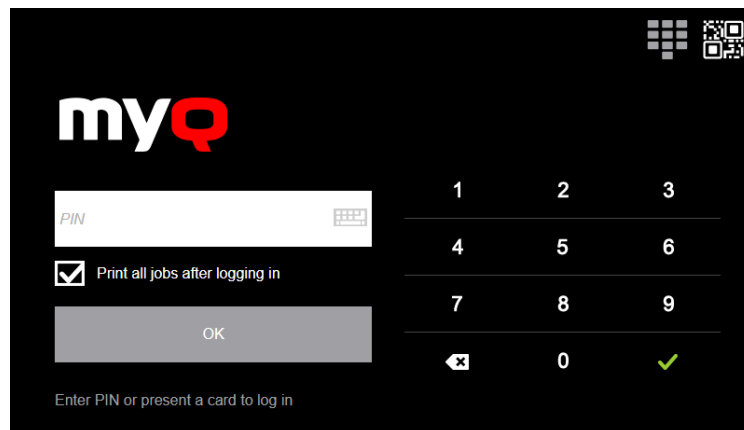 myQ
PIN
Print all jobs after logging in
OK
Enter PIN or present a card to log in
1 2 3
4 5 6
7 8 9
0